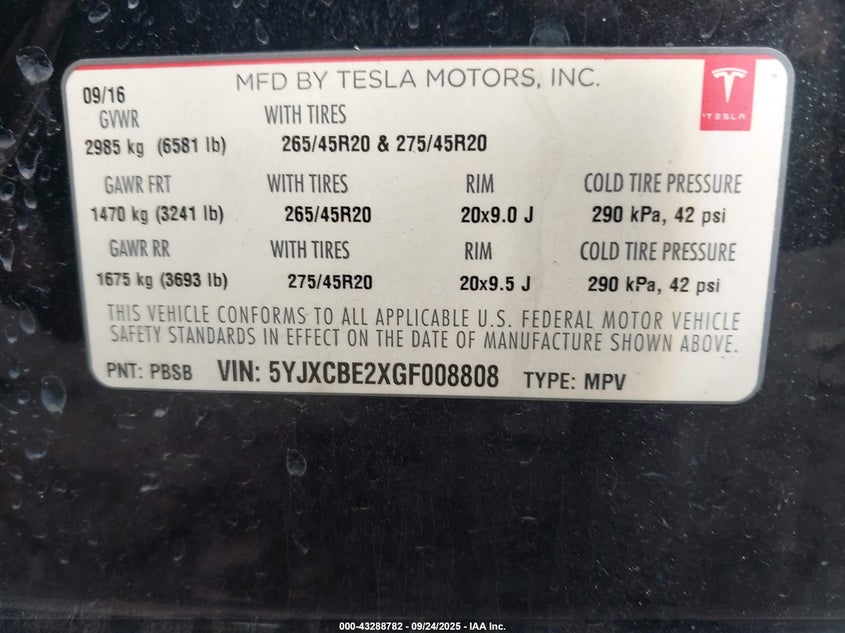 MFD BY TESLA MOTORS, INC.
09/16
TESLA
GVWR WITH TIRES
2985 kg (6581 lb) 265/45R20 & 275/45R20
GAWR FRT WITH TIRES RIM COLD TIRE PRESSURE
1470 kg (3241 lb) 265/45R20 20x9.0 J 290 kPa, 42 psi
GAWR RR WITH TIRES RIM COLD TIRE PRESSURE
1675 kg (3693 lb) 275/45R20 20x9.5 J 290 kPa, 42 psi
THIS VEHICLE CONFORMS TO ALL APPLICABLE U.S. FEDERAL MOTOR VEHICLE
SAFETY STANDARDS IN EFFECT ON THE DATE OF MANUFACTURE SHOWN ABOVE.
PNT: PBSB VIN: 5YJXCBE2XGF008808 TYPE: MPV
000-43288782 - 09/24/2025 - IAA Inc.